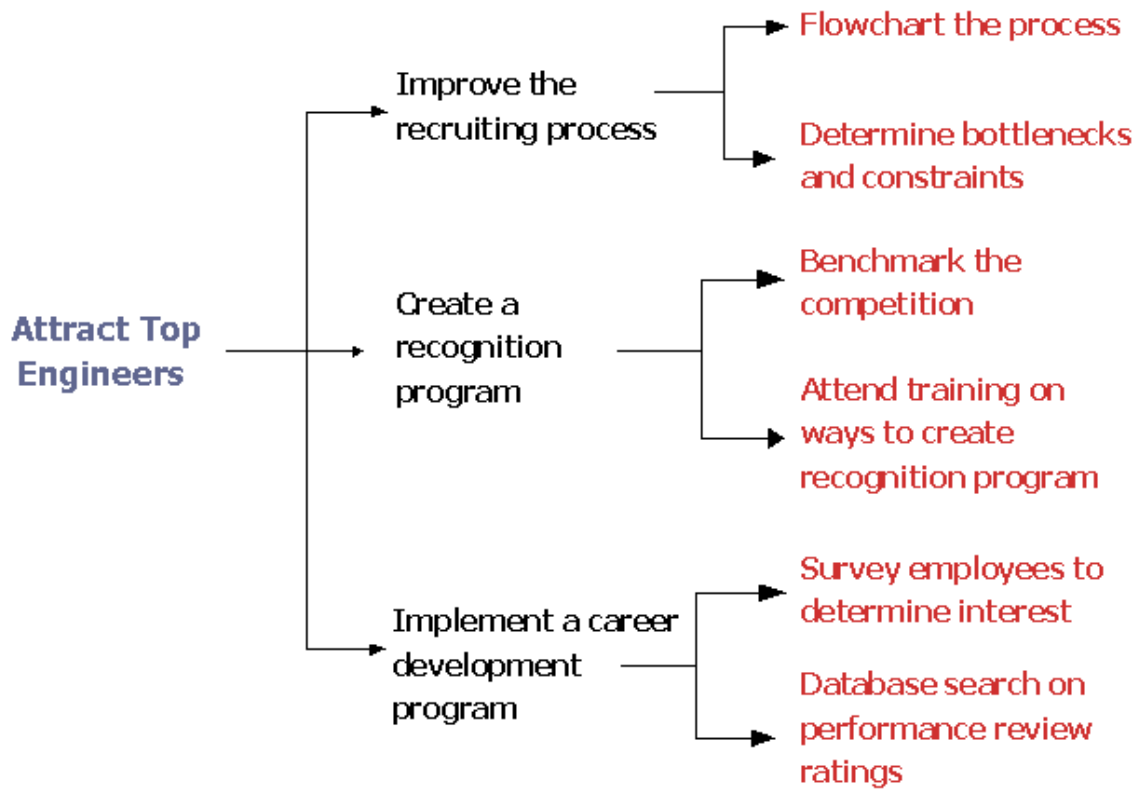 Attract Top
Engineers
Improve the
recruiting process
Flowchart the process
Determine bottlenecks
and constraints
Create a
recognition
program
Benchmark the
competition
Attend training on
ways to create
recognition program
Implement a career
development
program
Survey employees to
determine interest
Database search on
performance review
ratings